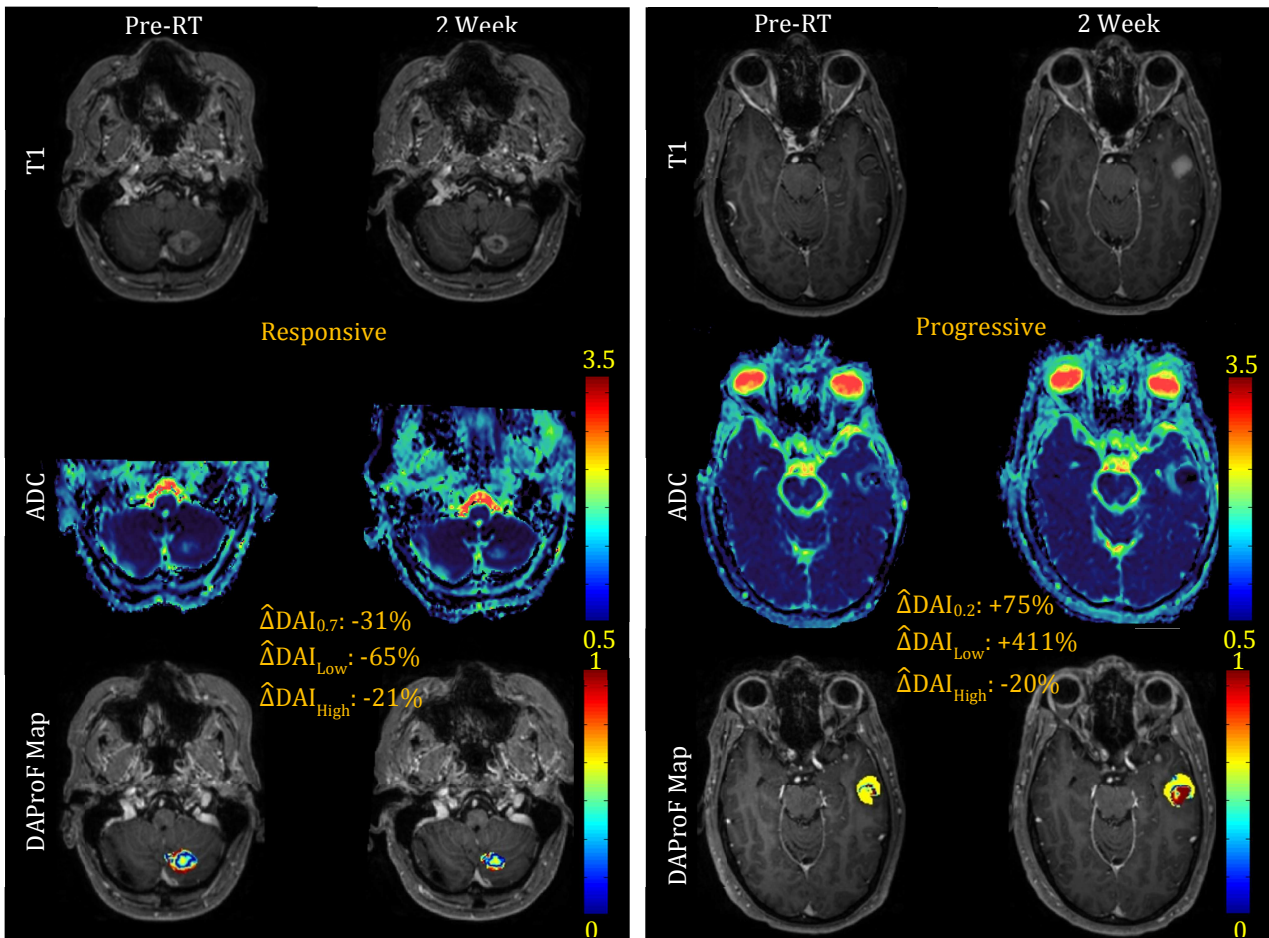 Pre-RT
2 Week
T1
Responsive
3.5
ADC
0.5
Δ̂DAI0.7: -31%
Δ̂DAILow: -65%
Δ̂DAIHigh: -21%
1
DAProF Map
0
Pre-RT
2 Week
T1
Progressive
3.5
ADC
0.5
Δ̂DAI0.2: +75%
Δ̂DAILow: +411%
Δ̂DAIHigh: -20%
1
DAProF Map
0